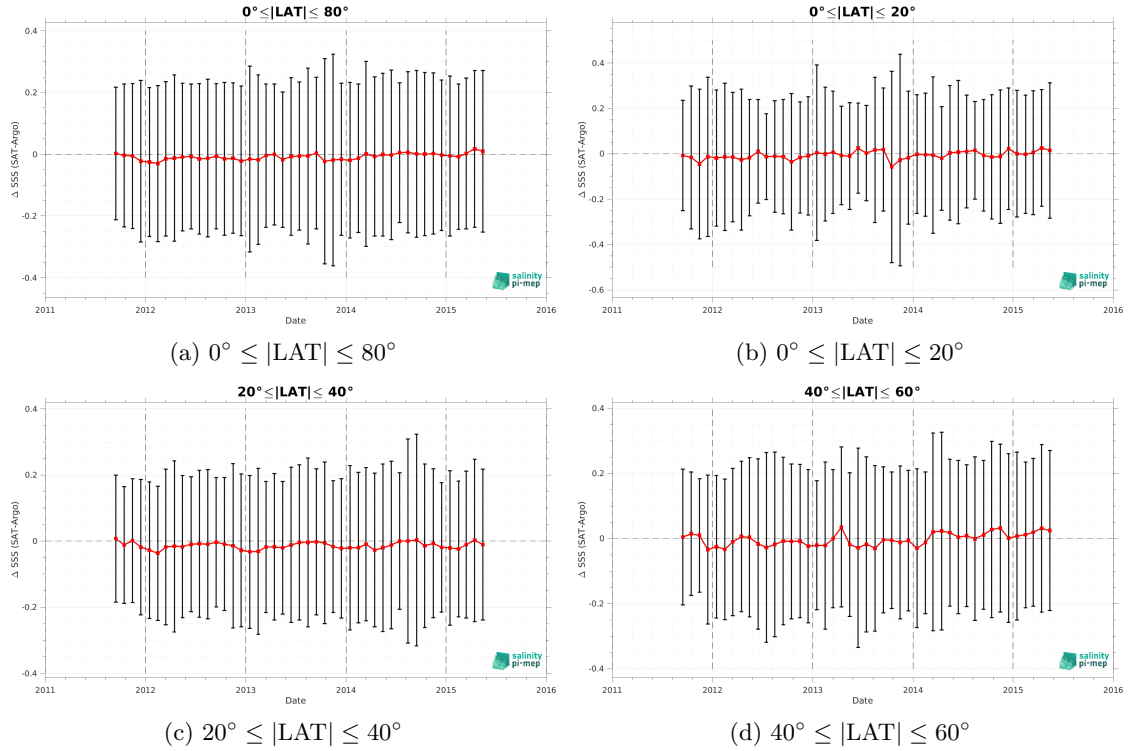 0°≤|LAT|≤ 80°
0.4
0.2
0
-0.2
-0.4
Δ SSS (SAT-Argo)
2011 2012 2013 2014 2015 2016
Date
salinity
pi-mep
(a) 0° ≤ |LAT| ≤ 80°
0°≤|LAT|≤ 20°
0.6
0.4
0.2
0
-0.2
-0.4
-0.6
Δ SSS (SAT-Argo)
2011 2012 2013 2014 2015 2016
Date
salinity
pi-mep
(b) 0° ≤ |LAT| ≤ 20°
20°≤|LAT|≤ 40°
0.4
0.2
0
-0.2
-0.4
Δ SSS (SAT-Argo)
2011 2012 2013 2014 2015 2016
Date
salinity
pi-mep
(c) 20° ≤ |LAT| ≤ 40°
40°≤|LAT|≤ 60°
0.4
0.2
0
-0.2
-0.4
Δ SSS (SAT-Argo)
2011 2012 2013 2014 2015 2016
Date
salinity
pi-mep
(d) 40° ≤ |LAT| ≤ 60°